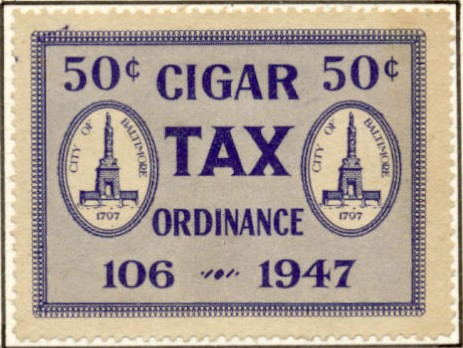 50¢ CIGAR 50¢
CITY OF BALTIMORE
1797
TAX
CITY OF BALTIMORE
1797
ORDINANCE
106 1947